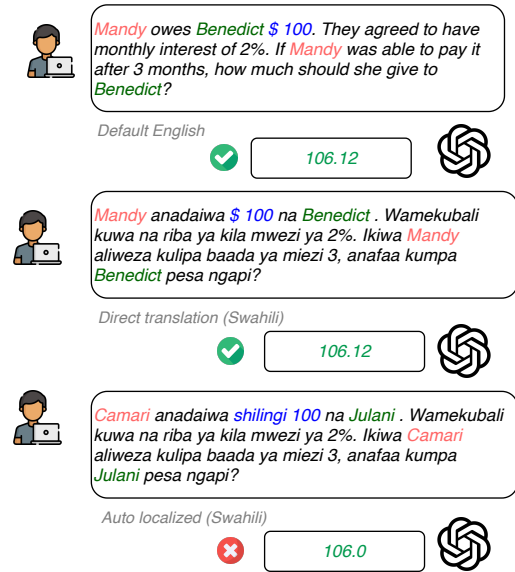 Mandy owes Benedict $ 100. They agreed to have
monthly interest of 2%. If Mandy was able to pay it
after 3 months, how much should she give to
Benedict?
Default English
106.12
Mandy anadaiwa $ 100 na Benedict . Wamekubali
kuwa na riba ya kila mwezi ya 2%. Ikiwa Mandy
aliweza kulipa baada ya miezi 3, anafaa kumpa
Benedict pesa ngapi?
Direct translation (Swahili)
106.12
Camari anadaiwa shilingi 100 na Julani . Wamekubali
kuwa na riba ya kila mwezi ya 2%. Ikiwa Camari
aliweza kulipa baada ya miezi 3, anafaa kumpa
Julani pesa ngapi?
Auto localized (Swahili)
106.0